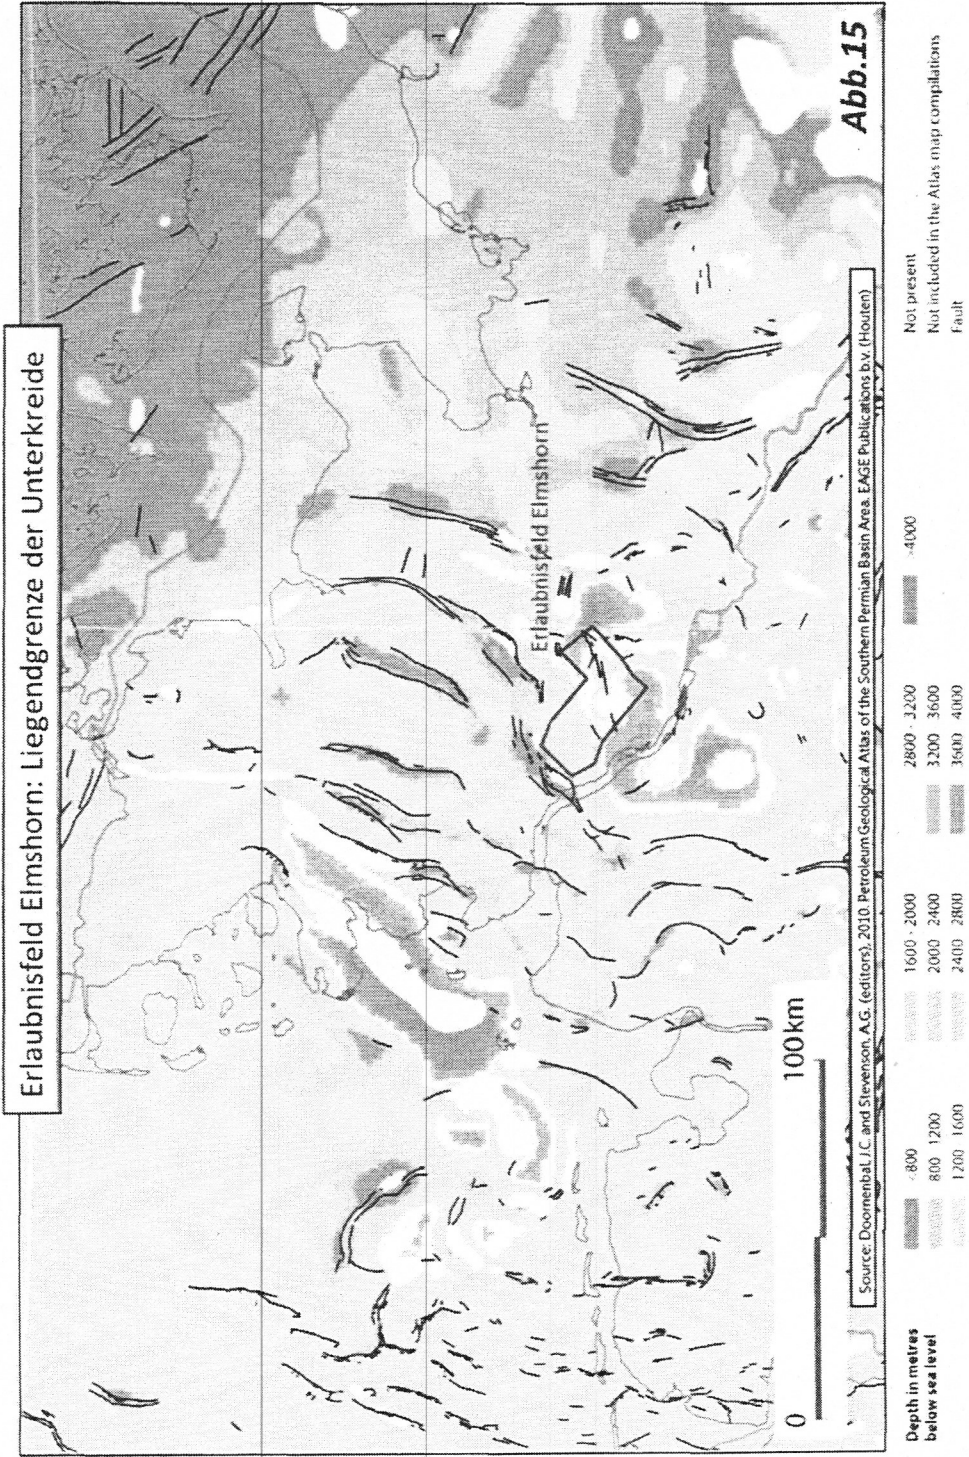 Erlaubnisfeld Elmshorn: Liegendgrenze der Unterkreide
Erlaubnisfeld Elmshorn
Abb.15
0 100km
Source: Doornenbal, J.C. and Stevenson, A.G. (editors), 2010. Petroleum Geological Atlas of the Southern Permian Basin Area. EAGE Publications b.v. (Houten)
Depth in metres
below sea level
<800
800 1200
1200 1600
1600 - 2000
2000 2400
2400 2800
2800 3200
3200 3600
3600 4000
>4000
Not present
Not included in the Atlas map compilations
Fault